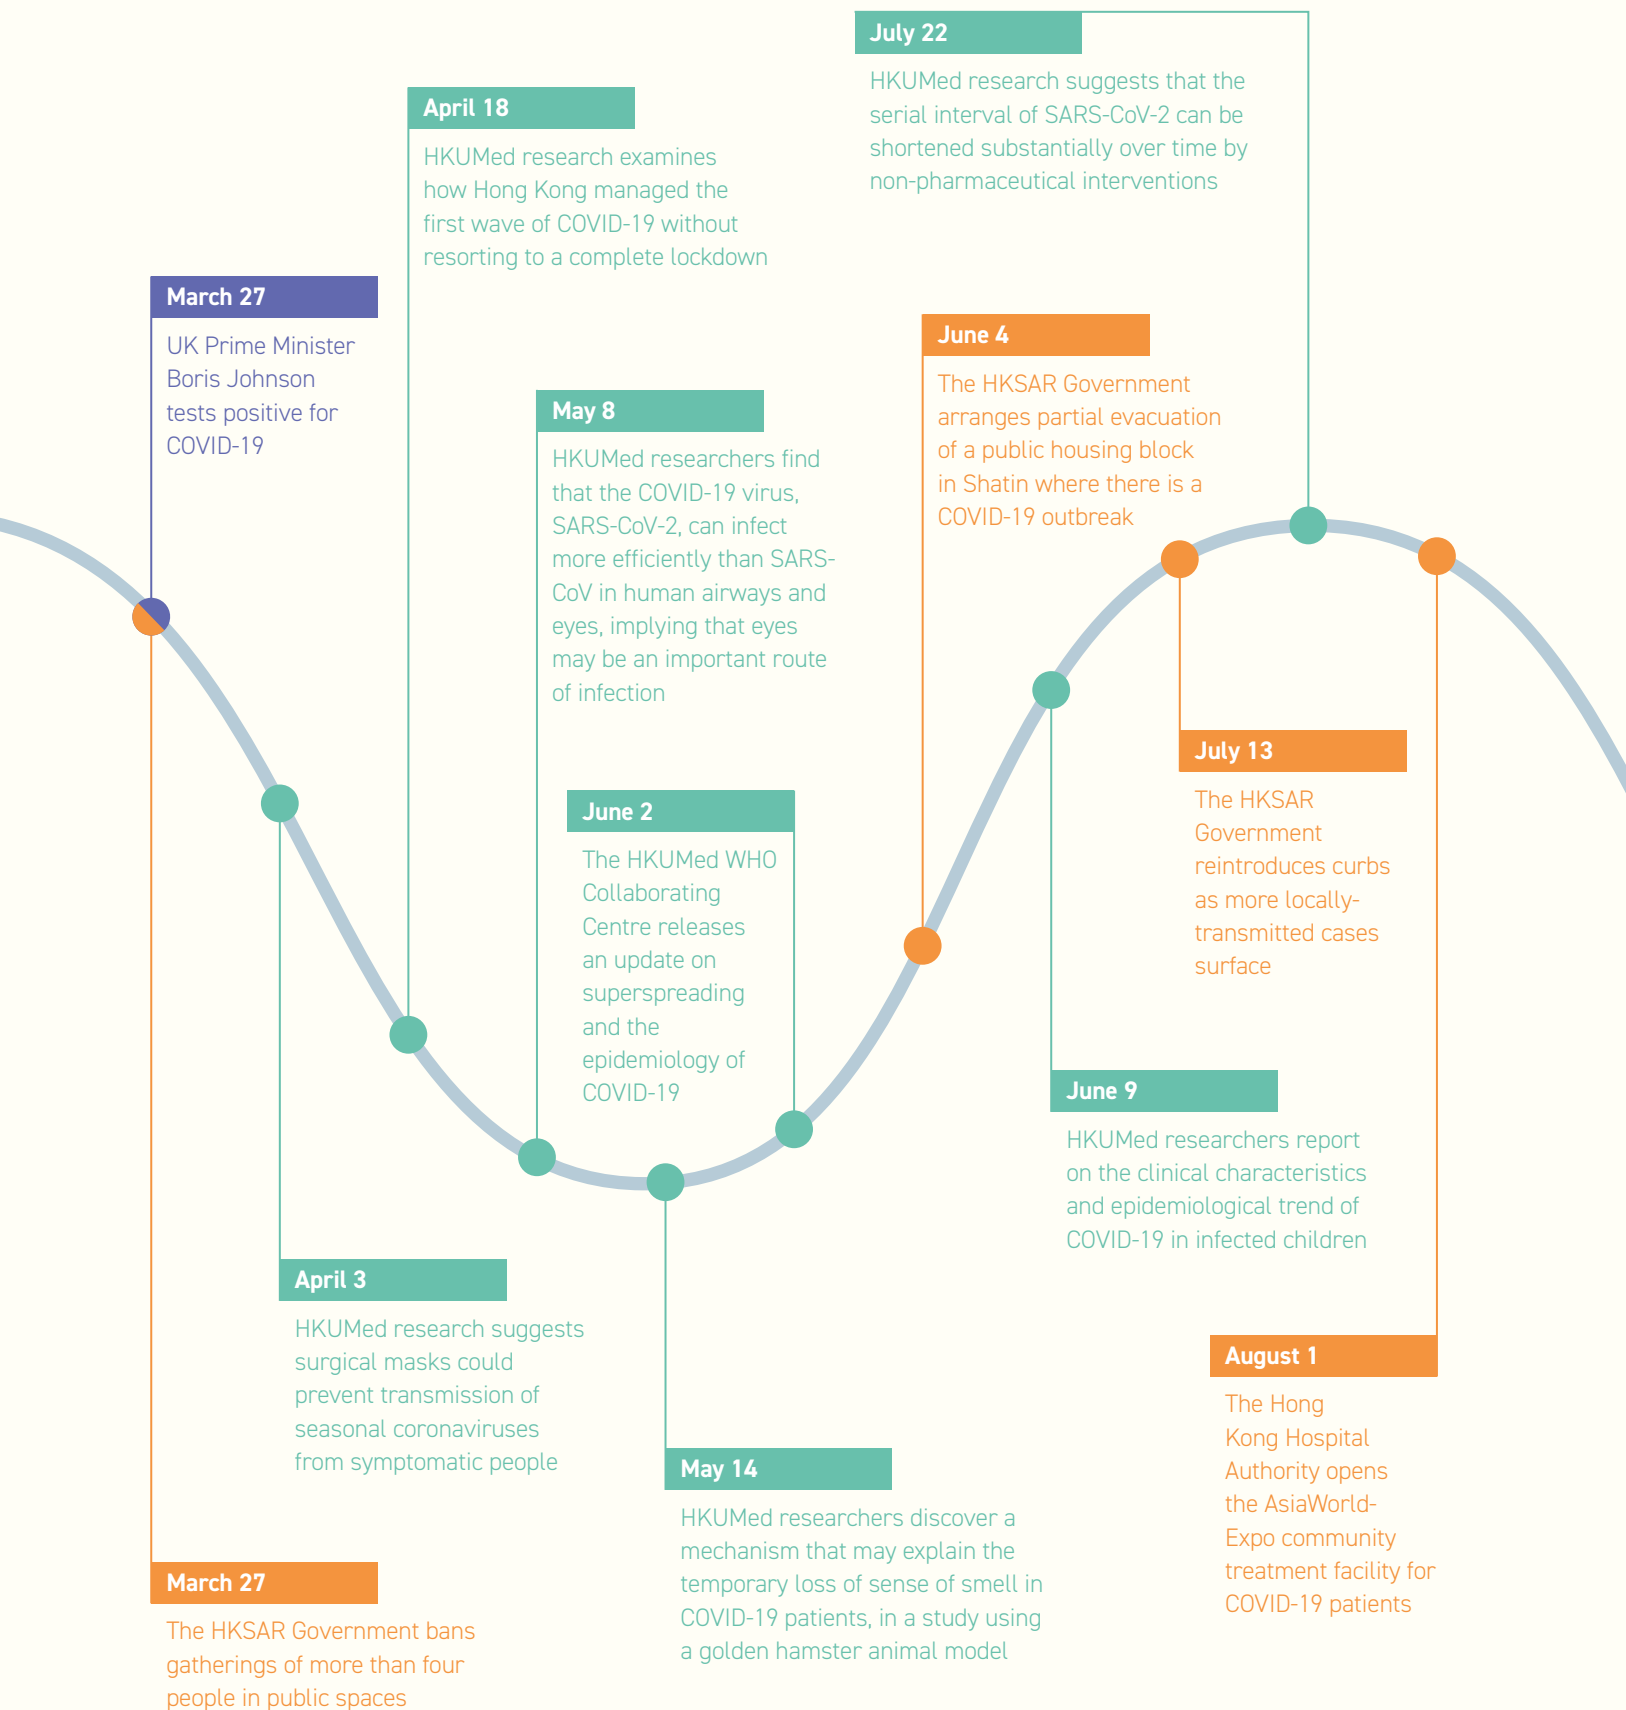 July 22
HKUMed research suggests that the
serial interval of SARS-CoV-2 can be
shortened substantially over time by
non-pharmaceutical interventions
April 18
HKUMed research examines
how Hong Kong managed the
first wave of COVID-19 without
resorting to a complete lockdown
March 27
UK Prime Minister
Boris Johnson
tests positive for
COVID-19
June 4
The HKSAR Government
arranges partial evacuation
of a public housing block
in Shatin where there is a
COVID-19 outbreak
May 8
HKUMed researchers find
that the COVID-19 virus,
SARS-CoV-2, can infect
more efficiently than SARS-
CoV in human airways and
eyes, implying that eyes
may be an important route
of infection
July 13
The HKSAR
Government
reintroduces curbs
as more locally-
transmitted cases
surface
June 2
The HKUMed WHO
Collaborating
Centre releases
an update on
superspreading
and the
epidemiology of
COVID-19
June 9
HKUMed researchers report
on the clinical characteristics
and epidemiological trend of
COVID-19 in infected children
April 3
HKUMed research suggests
surgical masks could
prevent transmission of
seasonal coronaviruses
from symptomatic people
August 1
The Hong
Kong Hospital
Authority opens
the AsiaWorld-
Expo community
treatment facility for
COVID-19 patients
May 14
HKUMed researchers discover a
mechanism that may explain the
temporary loss of sense of smell in
COVID-19 patients, in a study using
a golden hamster animal model
March 27
The HKSAR Government bans
gatherings of more than four
people in public spaces